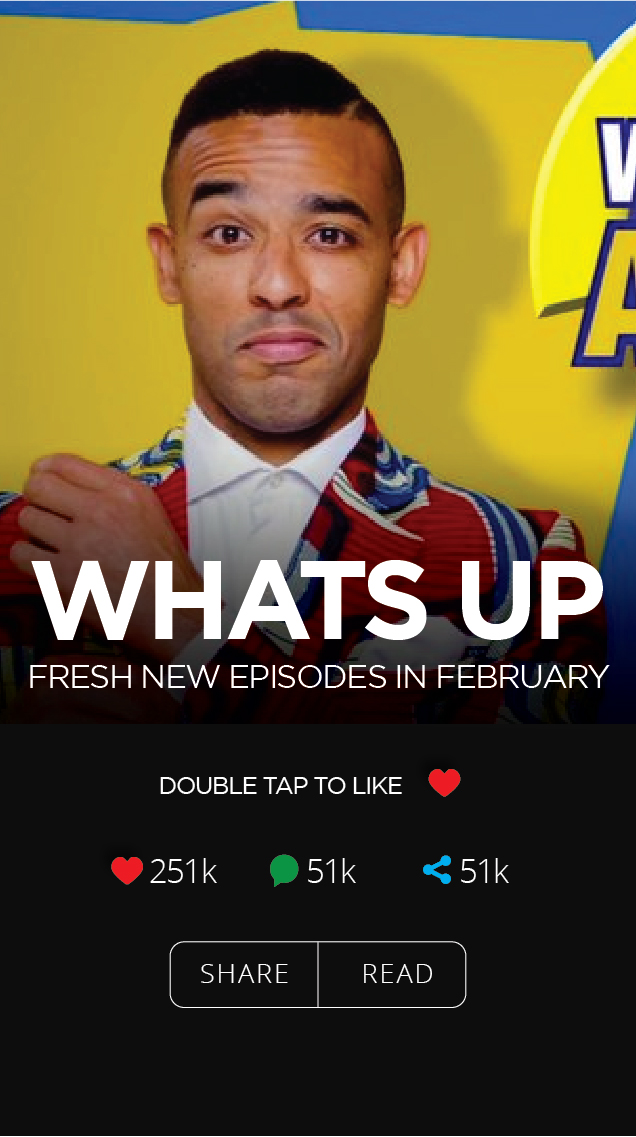 WHATS UP
FRESH NEW EPISODES IN FEBRUARY
DOUBLE TAP TO LIKE
251k 51k 51k
SHARE READ